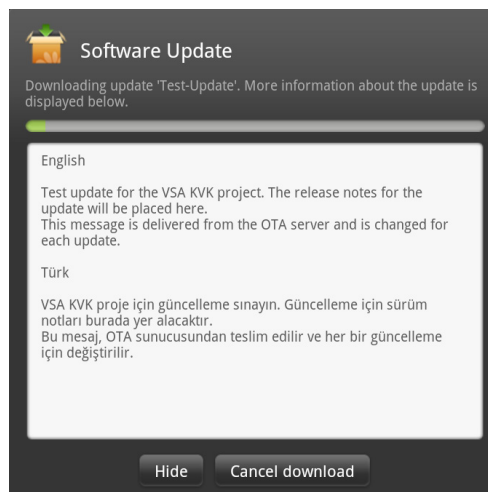 Software Update
Downloading update 'Test-Update'. More information about the update is
displayed below.
English
Test update for the VSA KVK project. The release notes for the
update will be placed here.
This message is delivered from the OTA server and is changed for
each update.
Türk
VSA KVK proje için güncelleme sınayın. Güncelleme için sürüm
notları burada yer alacaktır.
Bu mesaj, OTA sunucusundan teslim edilir ve her bir güncelleme
için değiştirilir.
Hide
Cancel download